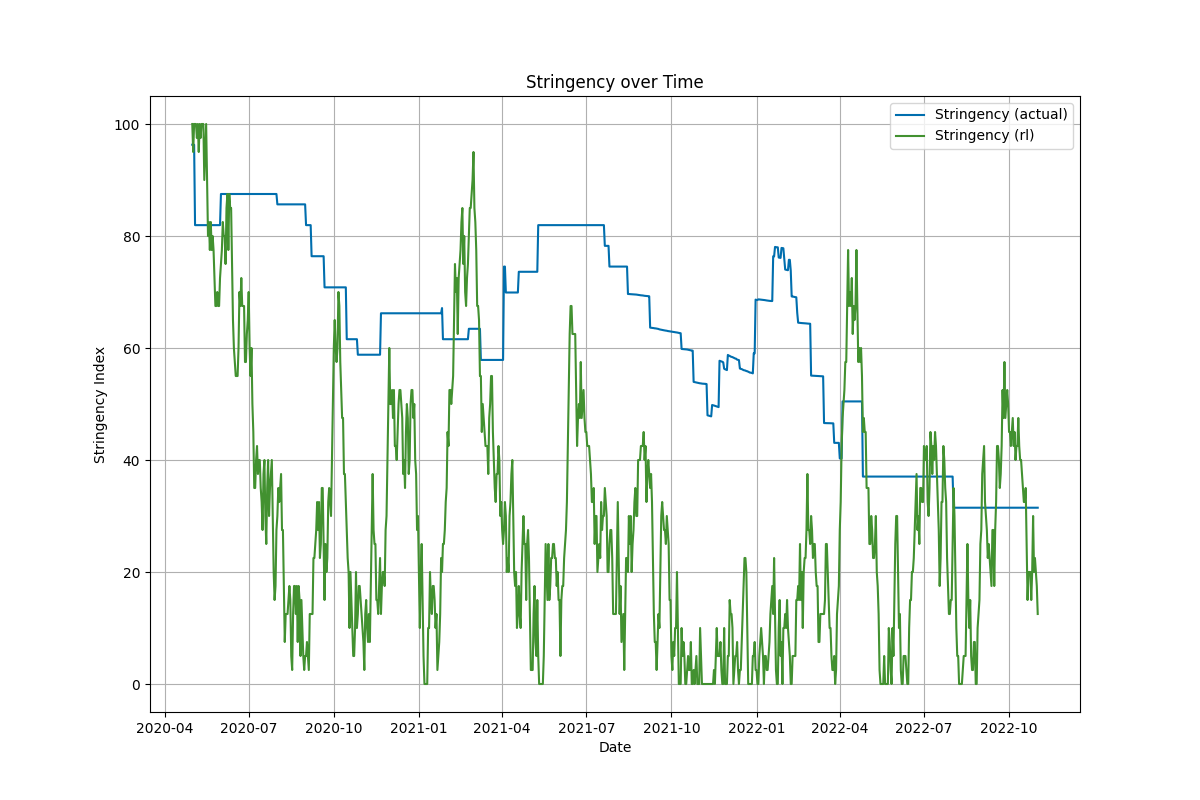 Stringency over Time
Stringency (actual)
Stringency (rl)
100
80
60
40
20
0
Stringency Index
2020-04 2020-07 2020-10 2021-01 2021-04 2021-07 2021-10 2022-01 2022-04 2022-07 2022-10
Date